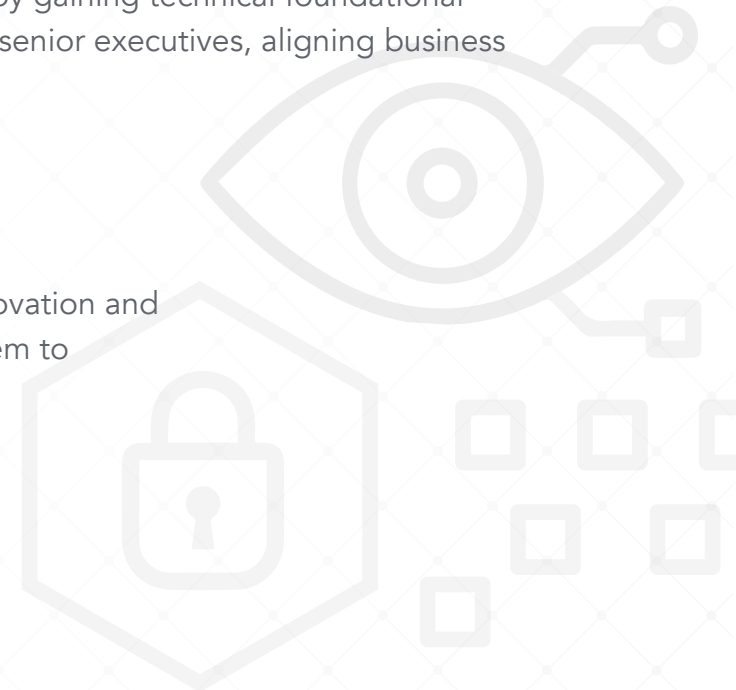 by gaining technical foundational
senior executives, aligning business
ovation and
em to